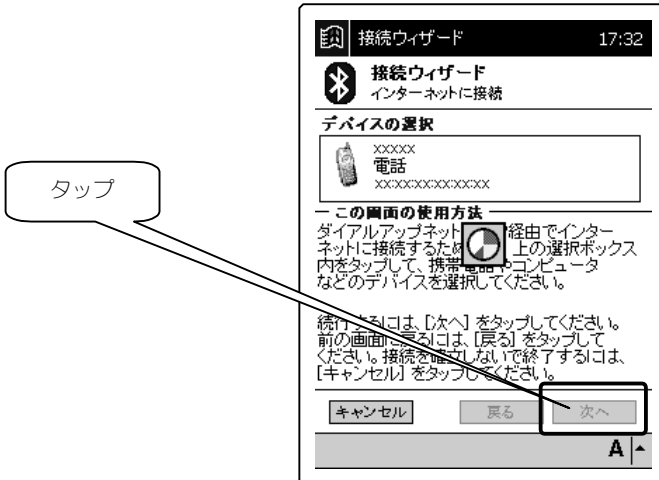 接続ウィザード 17:32
接続ウィザード
インターネットに接続
デバイスの選択
xxxxx
電話
xx:xx:xx:xx:xx:xx
タップ
この画面の使用方法
ダイアルアップネット 経由でインター
ネットに接続するため 上の選択ボックス
内をタップして、携帯電話やコンピュータ
などのデバイスを選択してください。
続行するには、[次へ] をタップしてください。
前の画面に戻るには、[戻る] をタップして
ください。接続を確立しないで終了するには、
[キャンセル] をタップしてください。
キャンセル 戻る 次へ
A